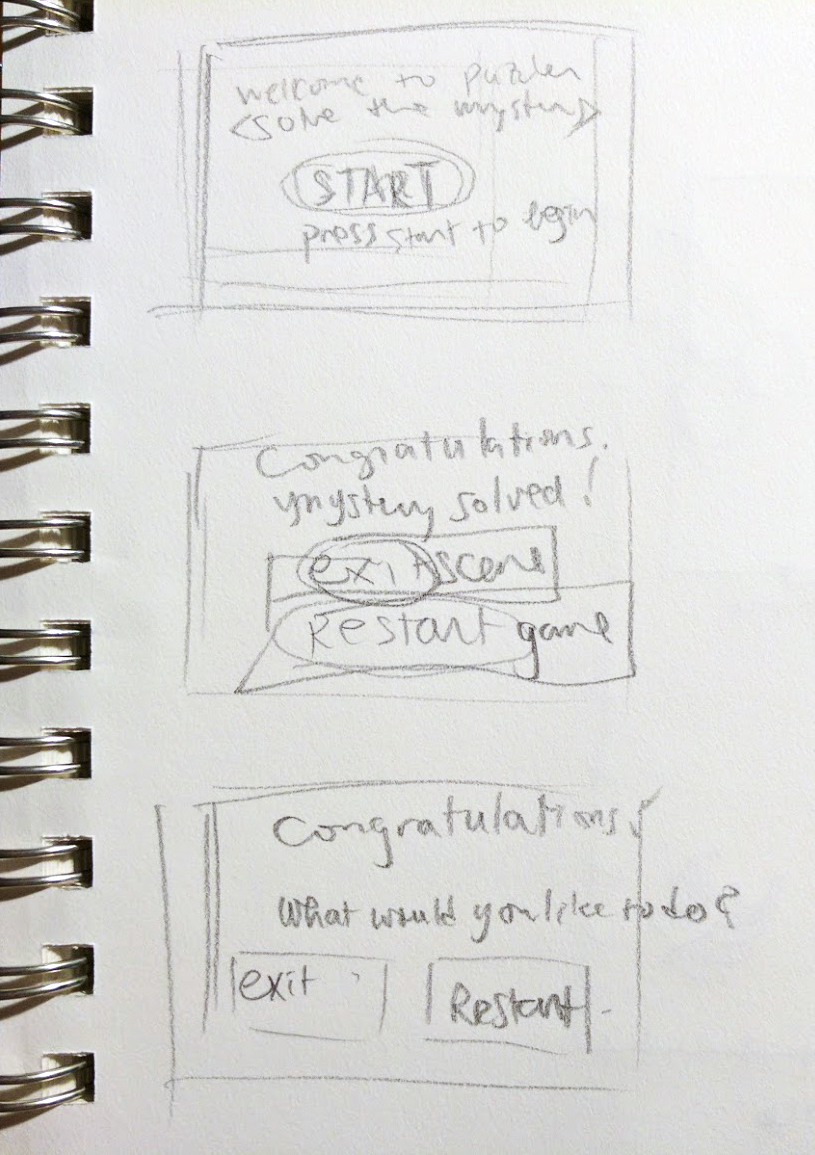 welcome to puzzler
<solve the mystery>
START
press start to begin
Congratulations.
mystery solved!
exit scene
Restart game
Congratulations!
What would you like to do?
exit
Restart